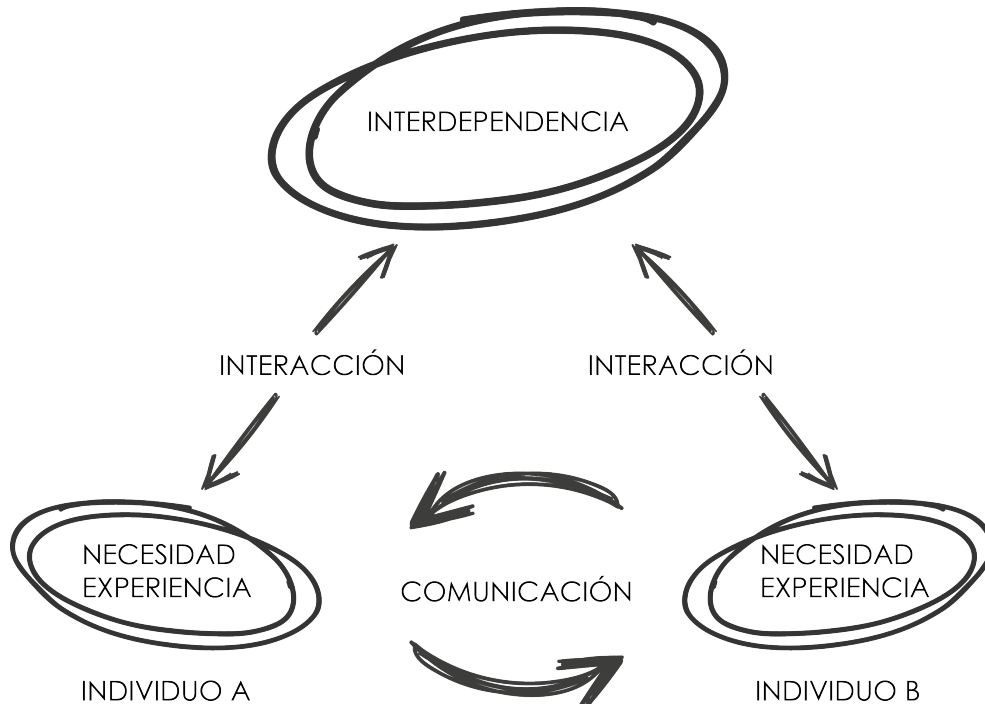 INTERDEPENDENCIA
INTERACCIÓN
INTERACCIÓN
NECESIDAD
EXPERIENCIA
COMUNICACIÓN
NECESIDAD
EXPERIENCIA
INDIVIDUO A
INDIVIDUO B